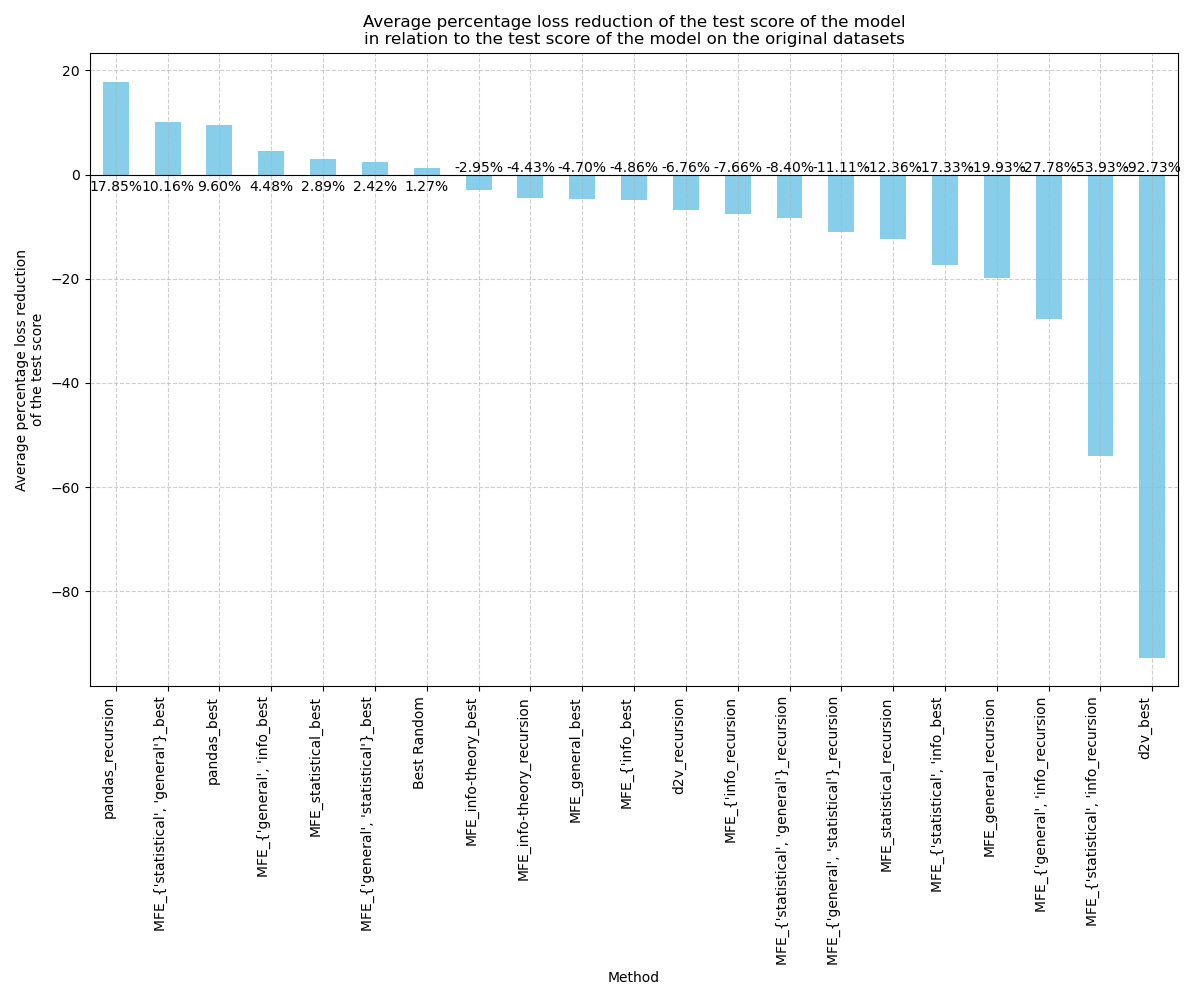 Average percentage loss reduction of the test score of the model
in relation to the test score of the model on the original datasets
Average percentage loss reduction
of the test score
20
0
−20
−40
−60
−80
17.85%
10.16%
9.60%
4.48%
2.89%
2.42%
1.27%
-2.95%
-4.43%
-4.70%
-4.86%
-6.76%
-7.66%
-8.40%
-11.11%
-12.36%
-17.33%
-19.93%
-27.78%
-53.93%
-92.73%
pandas_recursion
MFE_{'statistical', 'general'}_best
pandas_best
MFE_{'general', 'info_best
MFE_statistical_best
MFE_{'general', 'statistical'}_best
Best Random
MFE_info-theory_best
MFE_info-theory_recursion
MFE_general_best
MFE_{'info_best
d2v_recursion
MFE_{'info_recursion
MFE_{'statistical', 'general'}_recursion
MFE_{'general', 'statistical'}_recursion
MFE_statistical_recursion
MFE_{'statistical', 'info_best
MFE_general_recursion
MFE_{'general', 'info_recursion
MFE_{'statistical', 'info_recursion
d2v_best
Method